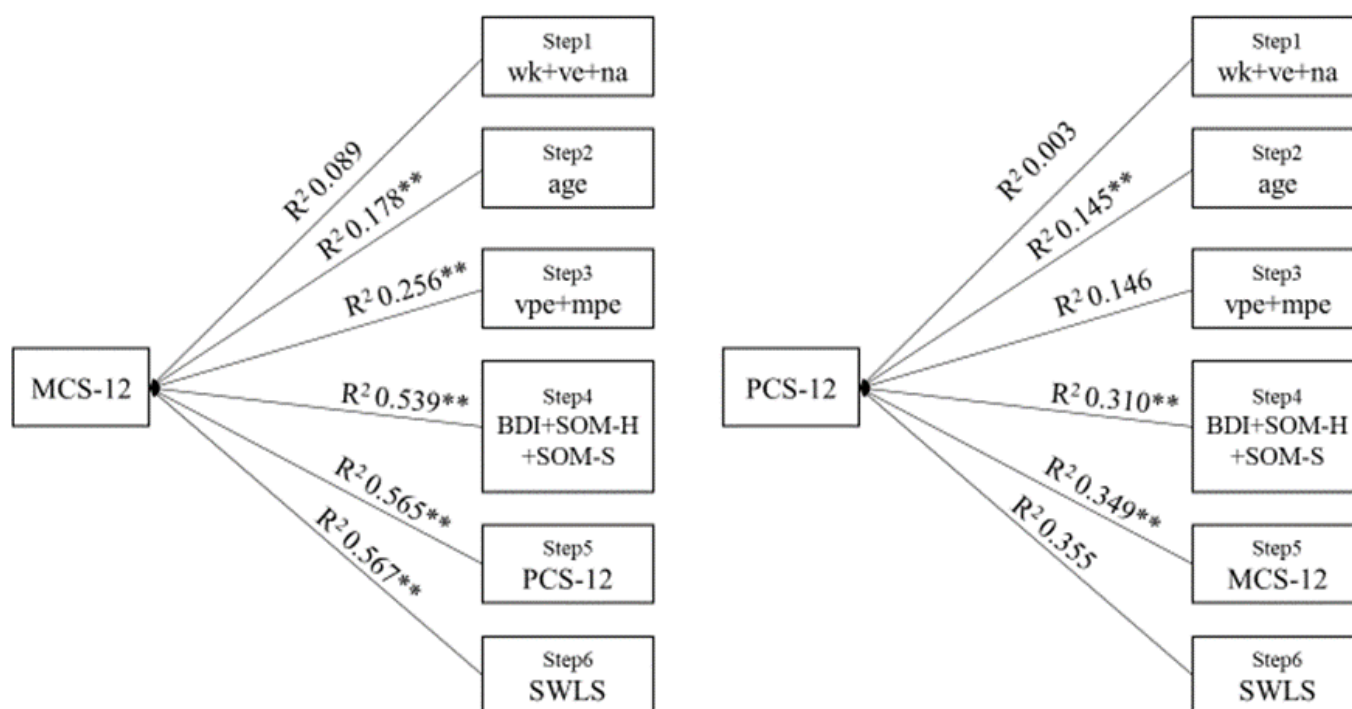 Step1
wk+ve+na
R² 0.089
Step2
age
R² 0.178**
Step3
vpe+mpe
R² 0.256**
MCS-12
Step4
BDI+SOM-H
+SOM-S
R² 0.539**
Step5
PCS-12
R² 0.565**
Step6
SWLS
R² 0.567**
Step1
wk+ve+na
R² 0.003
Step2
age
R² 0.145**
Step3
vpe+mpe
R² 0.146
PCS-12
Step4
BDI+SOM-H
+SOM-S
R² 0.310**
Step5
MCS-12
R² 0.349**
Step6
SWLS
R² 0.355